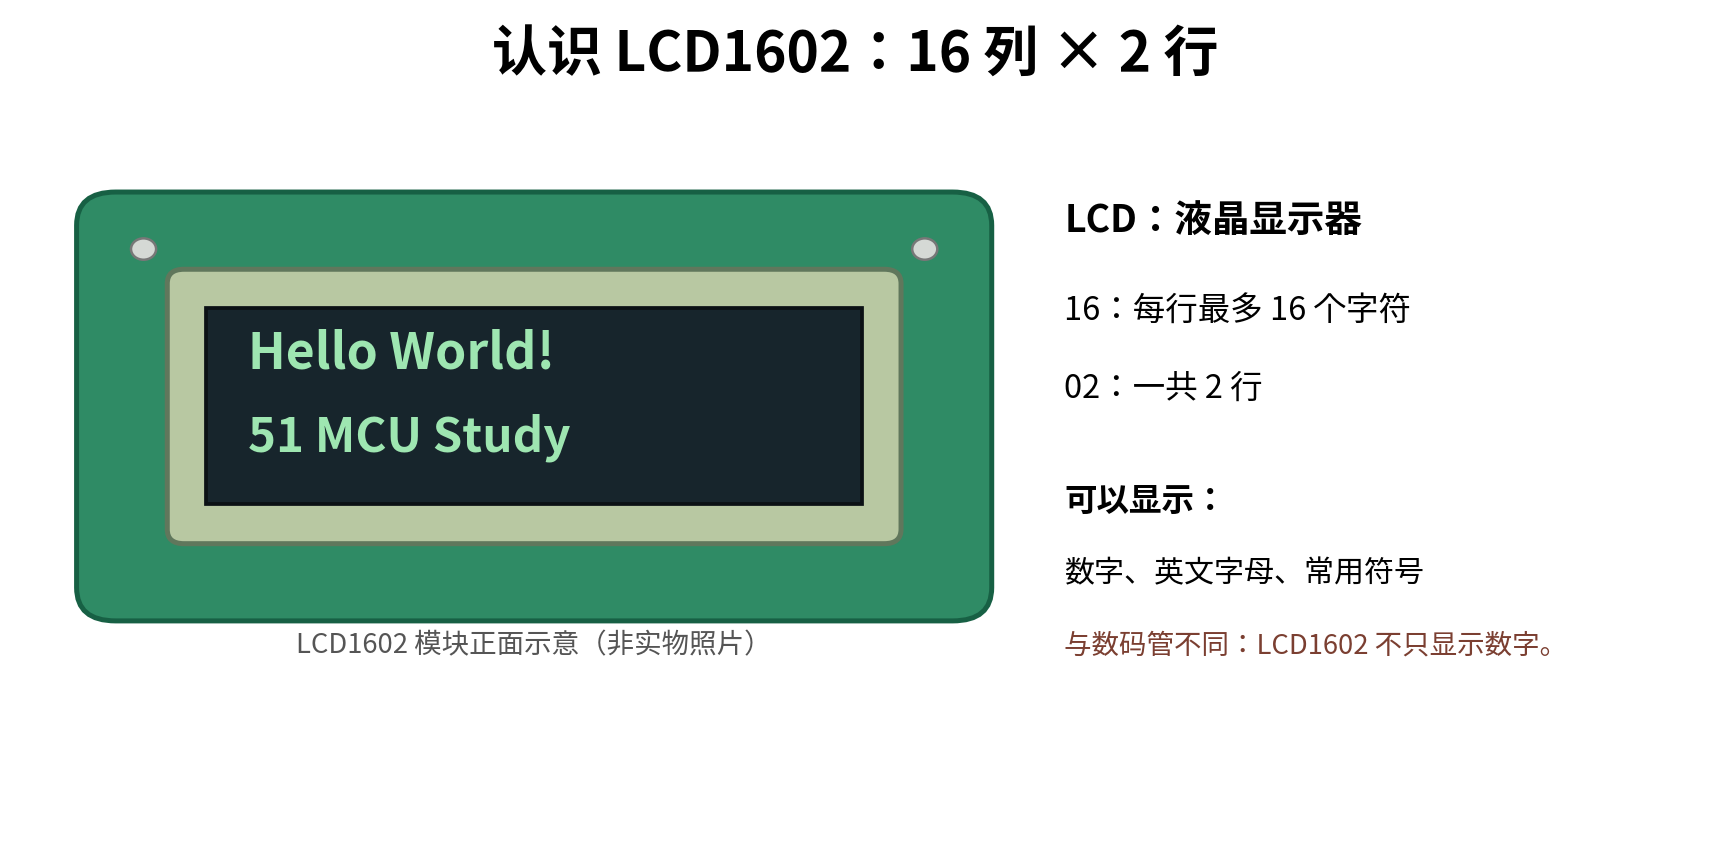 认识 LCD1602：16 列 × 2 行
Hello World!
51 MCU Study
LCD1602 模块正面示意（非实物照片）
LCD：液晶显示器
16：每行最多 16 个字符
02：一共 2 行
可以显示：
数字、英文字母、常用符号
与数码管不同：LCD1602 不只显示数字。